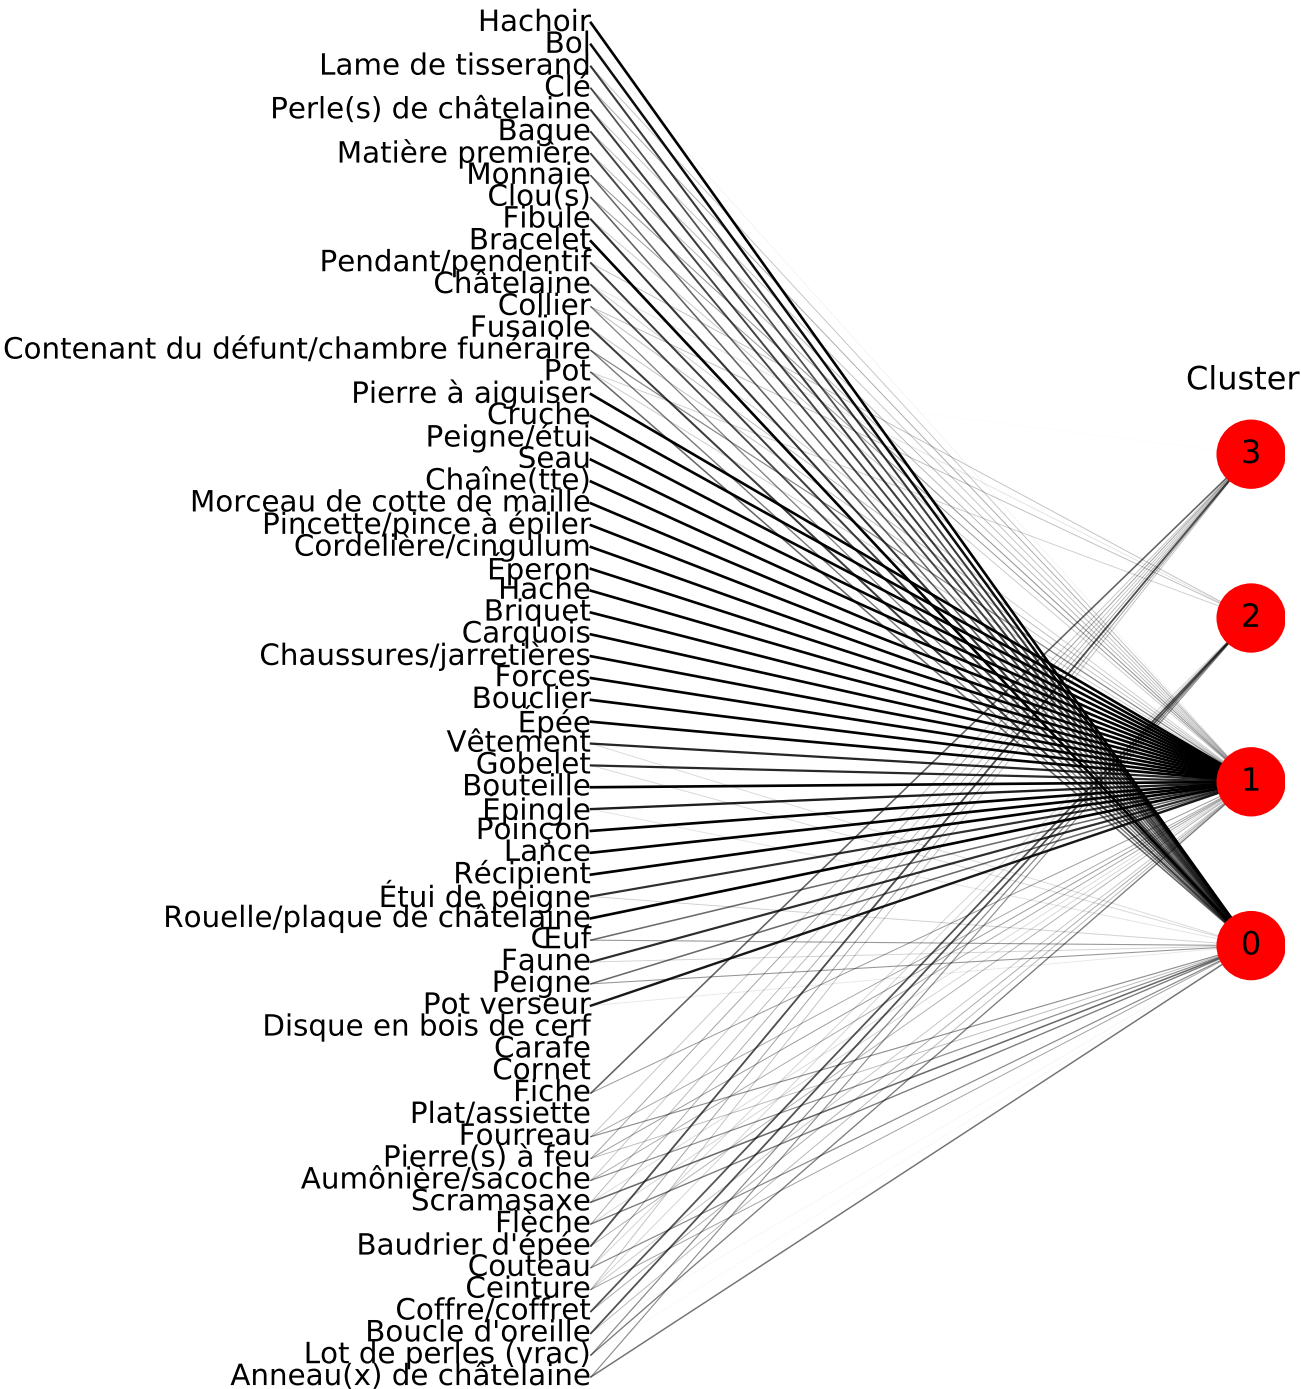 Hachoir
Bol
Lame de tisserand
Clé
Perle(s) de châtelaine
Bague
Matière première
Monnaie
Clou(s)
Fibule
Bracelet
Pendant/pendentif
Châtelaine
Collier
Fusaïole
Contenant du défunt/chambre funéraire
Pot
Cluster
Pierre à aiguiser
Cruche
Peigne/étui
3
Seau
Chaîne(tte)
Morceau de cotte de maille
Pincette/pince à épiler
Cordelière/cingulum
Éperon
Hache
Briquet
2
Carquois
Chaussures/jarretières
Forces
Bouclier
Épée
Vêtement
Gobelet
1
Bouteille
Epingle
Poinçon
Lance
Récipient
Étui de peigne
Rouelle/plaque de châtelaine
Œuf
0
Faune
Peigne
Pot verseur
Disque en bois de cerf
Carafe
Cornet
Fiche
Plat/assiette
Fourreau
Pierre(s) à feu
Aumônière/sacoche
Scramasaxe
Flèche
Baudrier d'épée
Couteau
Ceinture
Coffre/coffret
Boucle d'oreille
Lot de perles (vrac)
Anneau(x) de châtelaine